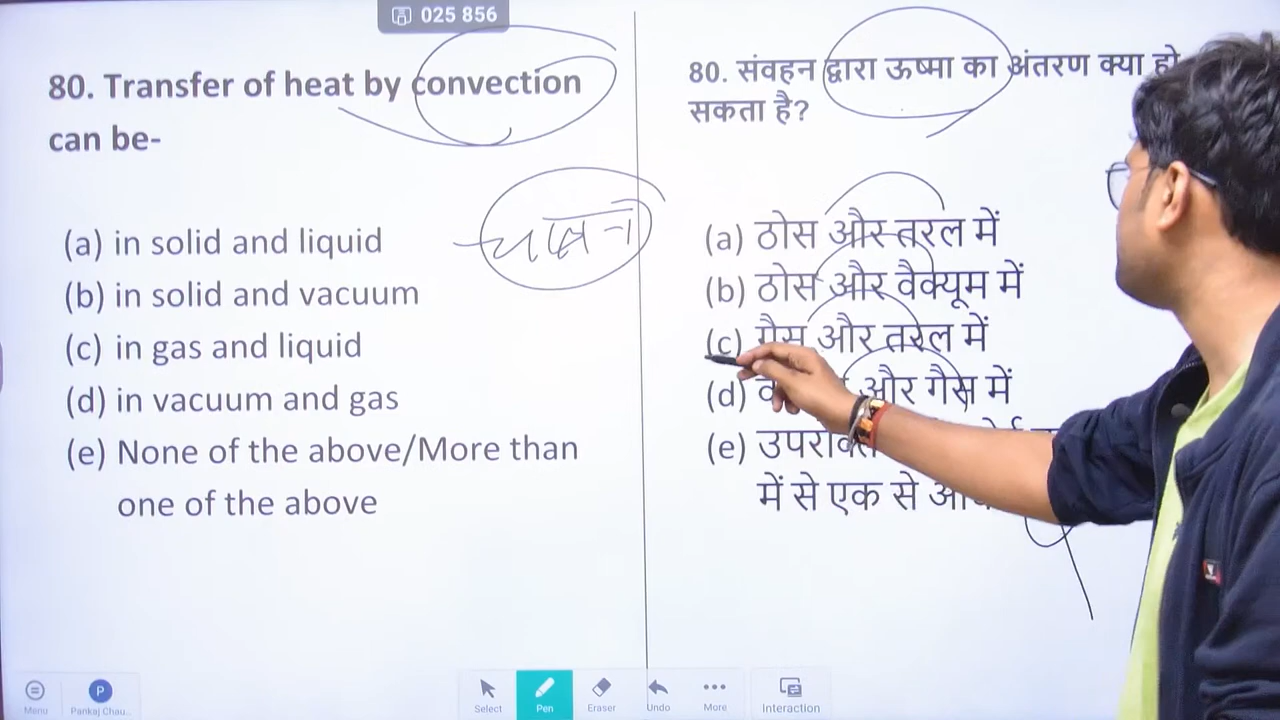 025 856
80. Transfer of heat by convection
can be-
(a) in solid and liquid
(b) in solid and vacuum
(c) in gas and liquid
(d) in vacuum and gas
(e) None of the above/More than
one of the above
80. संवहन द्वारा ऊष्मा का अंतरण क्या हो
सकता है?
(a) ठोस और तरल में
(b) ठोस और वैक्यूम में
(c) गैस और तरल में
(d) और गैस में
(e) उपरोक्त
में से एक से
Menu
Pankaj Chau...
Select
Pen
Eraser
Undo
More
Interaction